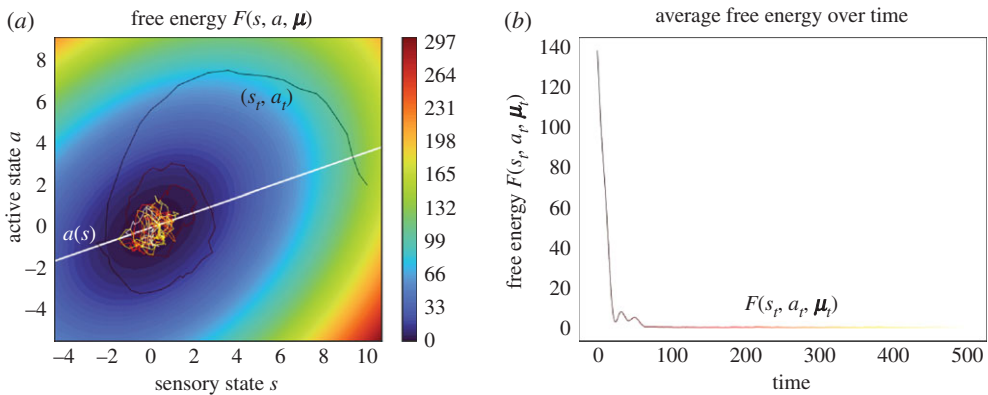 (a) free energy F(s, a, μ)
active state a
8
6
4
2
0
−2
−4
(s_t, a_t)
a(s)
−4 −2 0 2 4 6 8 10
sensory state s
297
264
231
198
165
132
99
66
33
0
(b) average free energy over time
free energy F(s_t, a_t, μ_t)
140
120
100
80
60
40
20
0
F(s_t, a_t, μ_t)
0 100 200 300 400 500
time